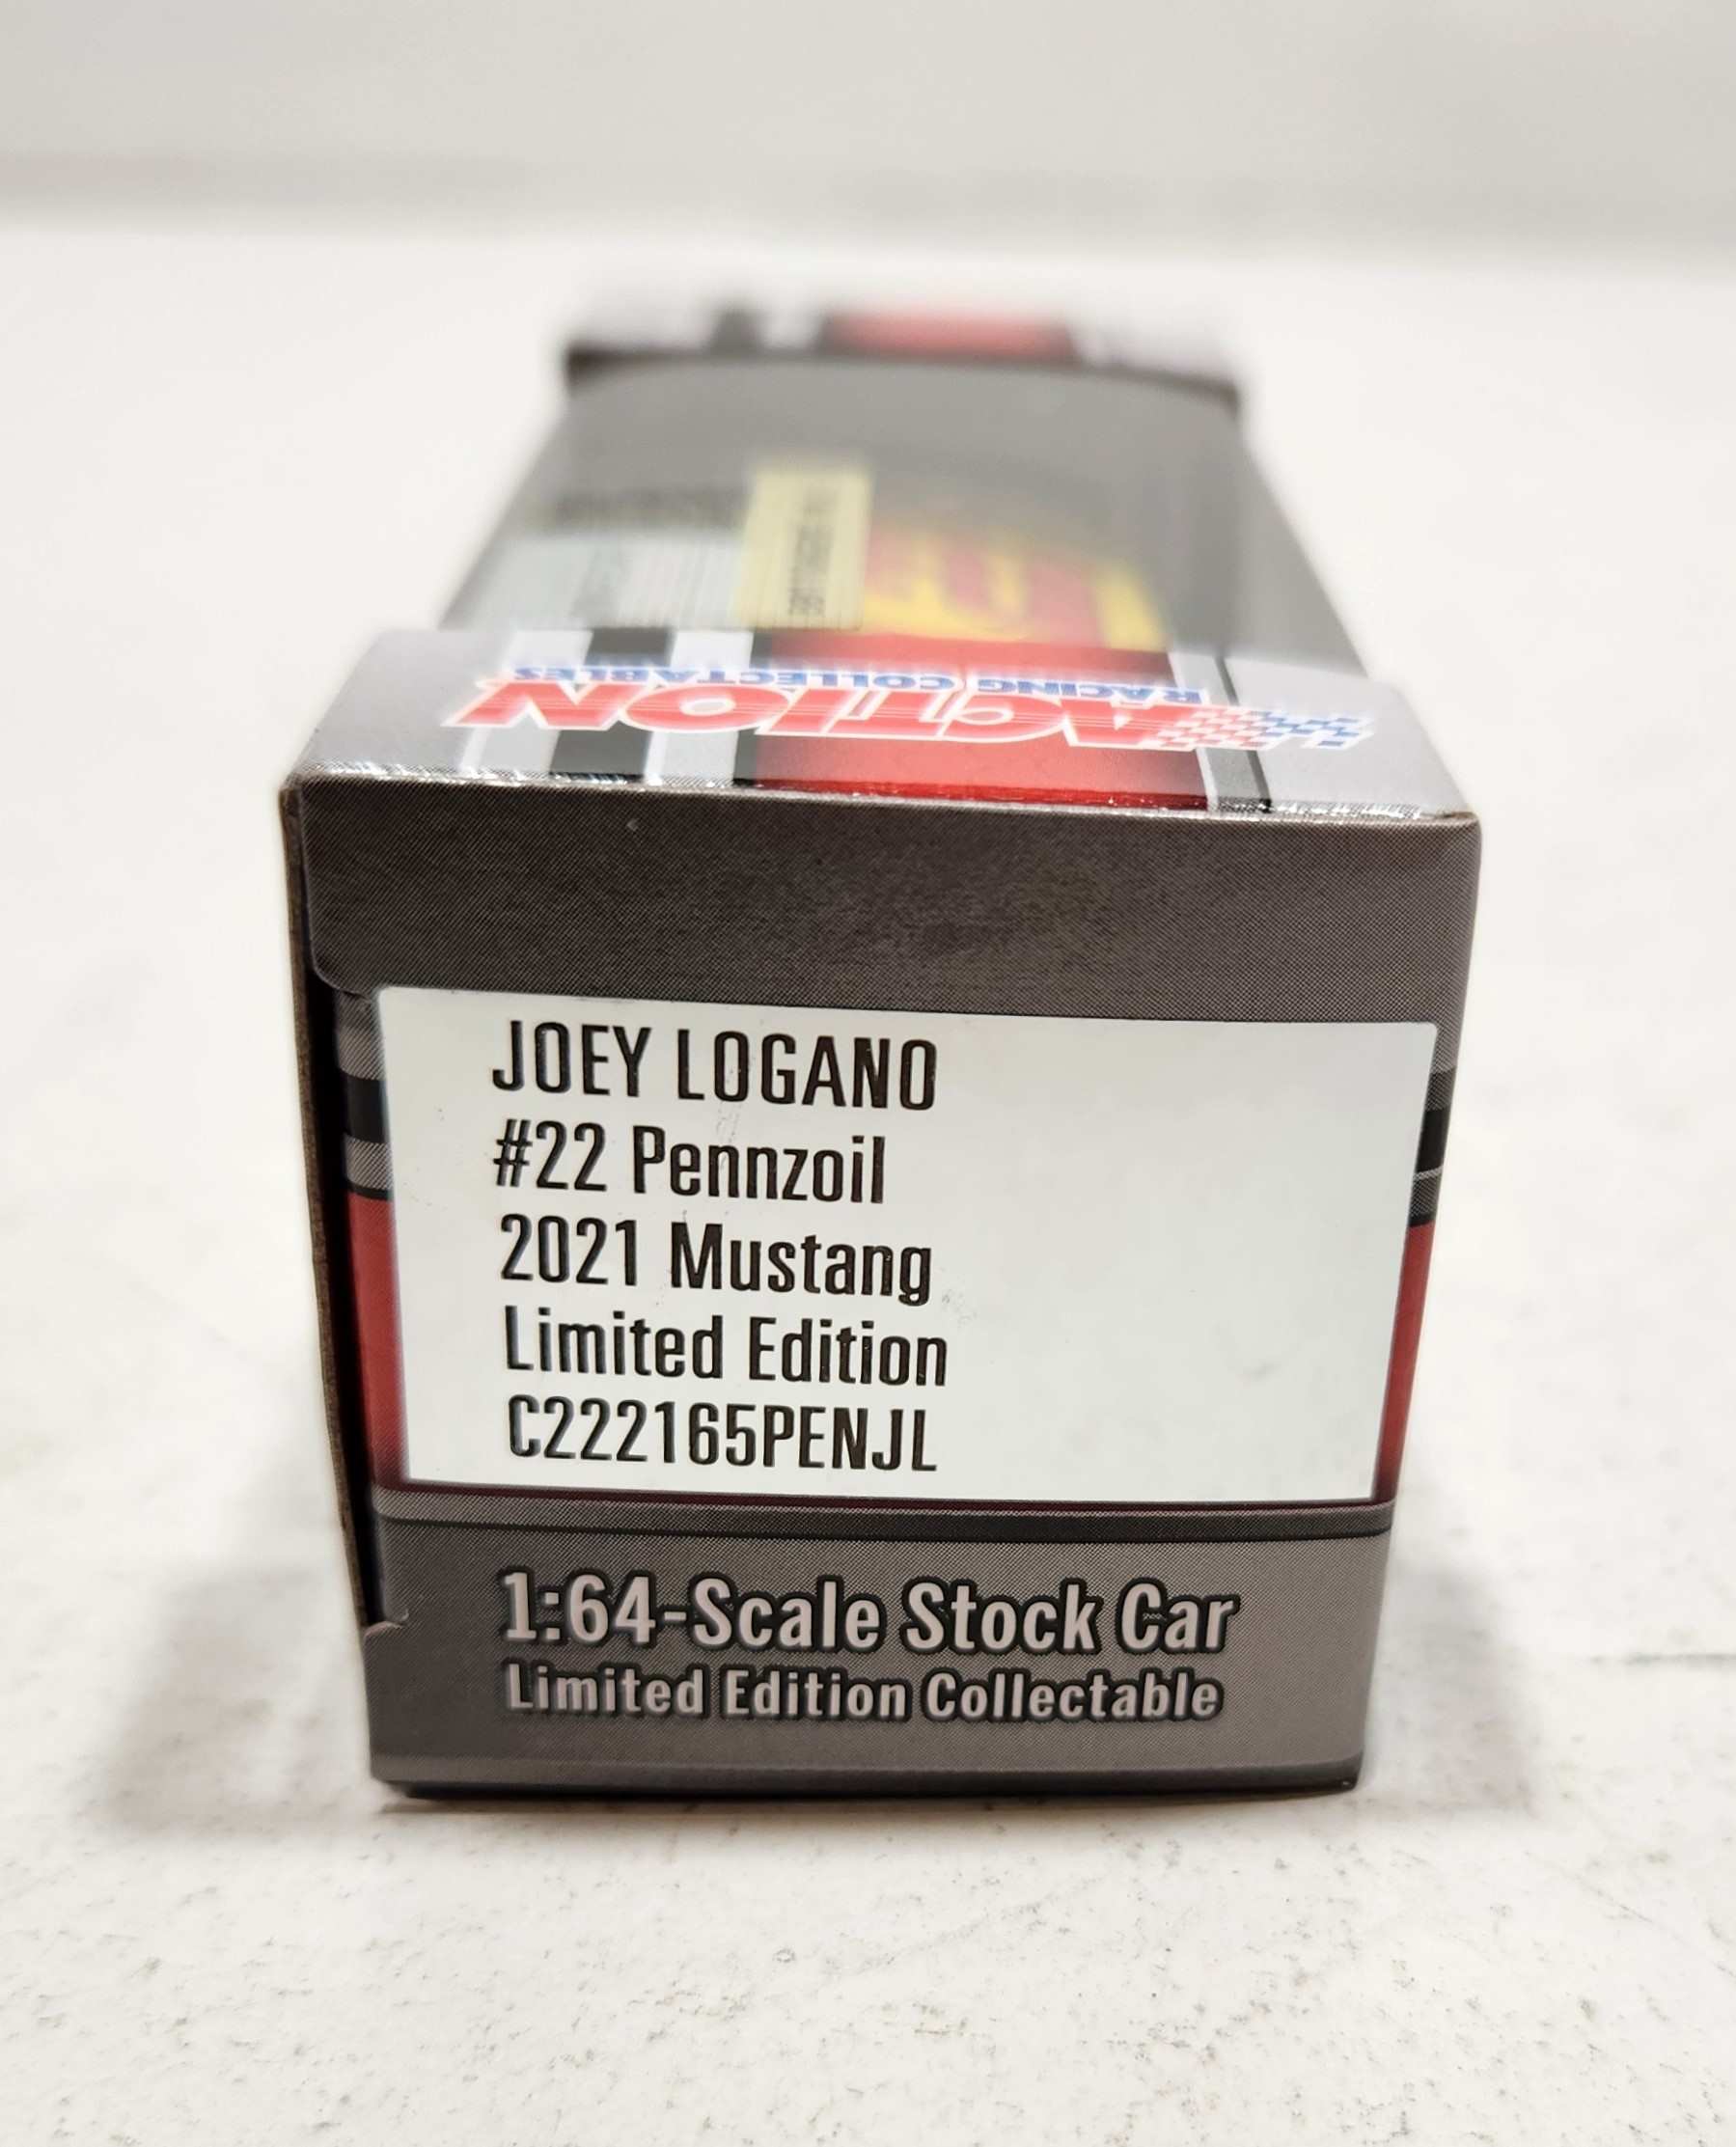 ACTION
RACING COLLECTABLES
JOEY LOGANO
#22 Pennzoil
2021 Mustang
Limited Edition
C222165PENJL
1:64-Scale Stock Car
Limited Edition Collectable